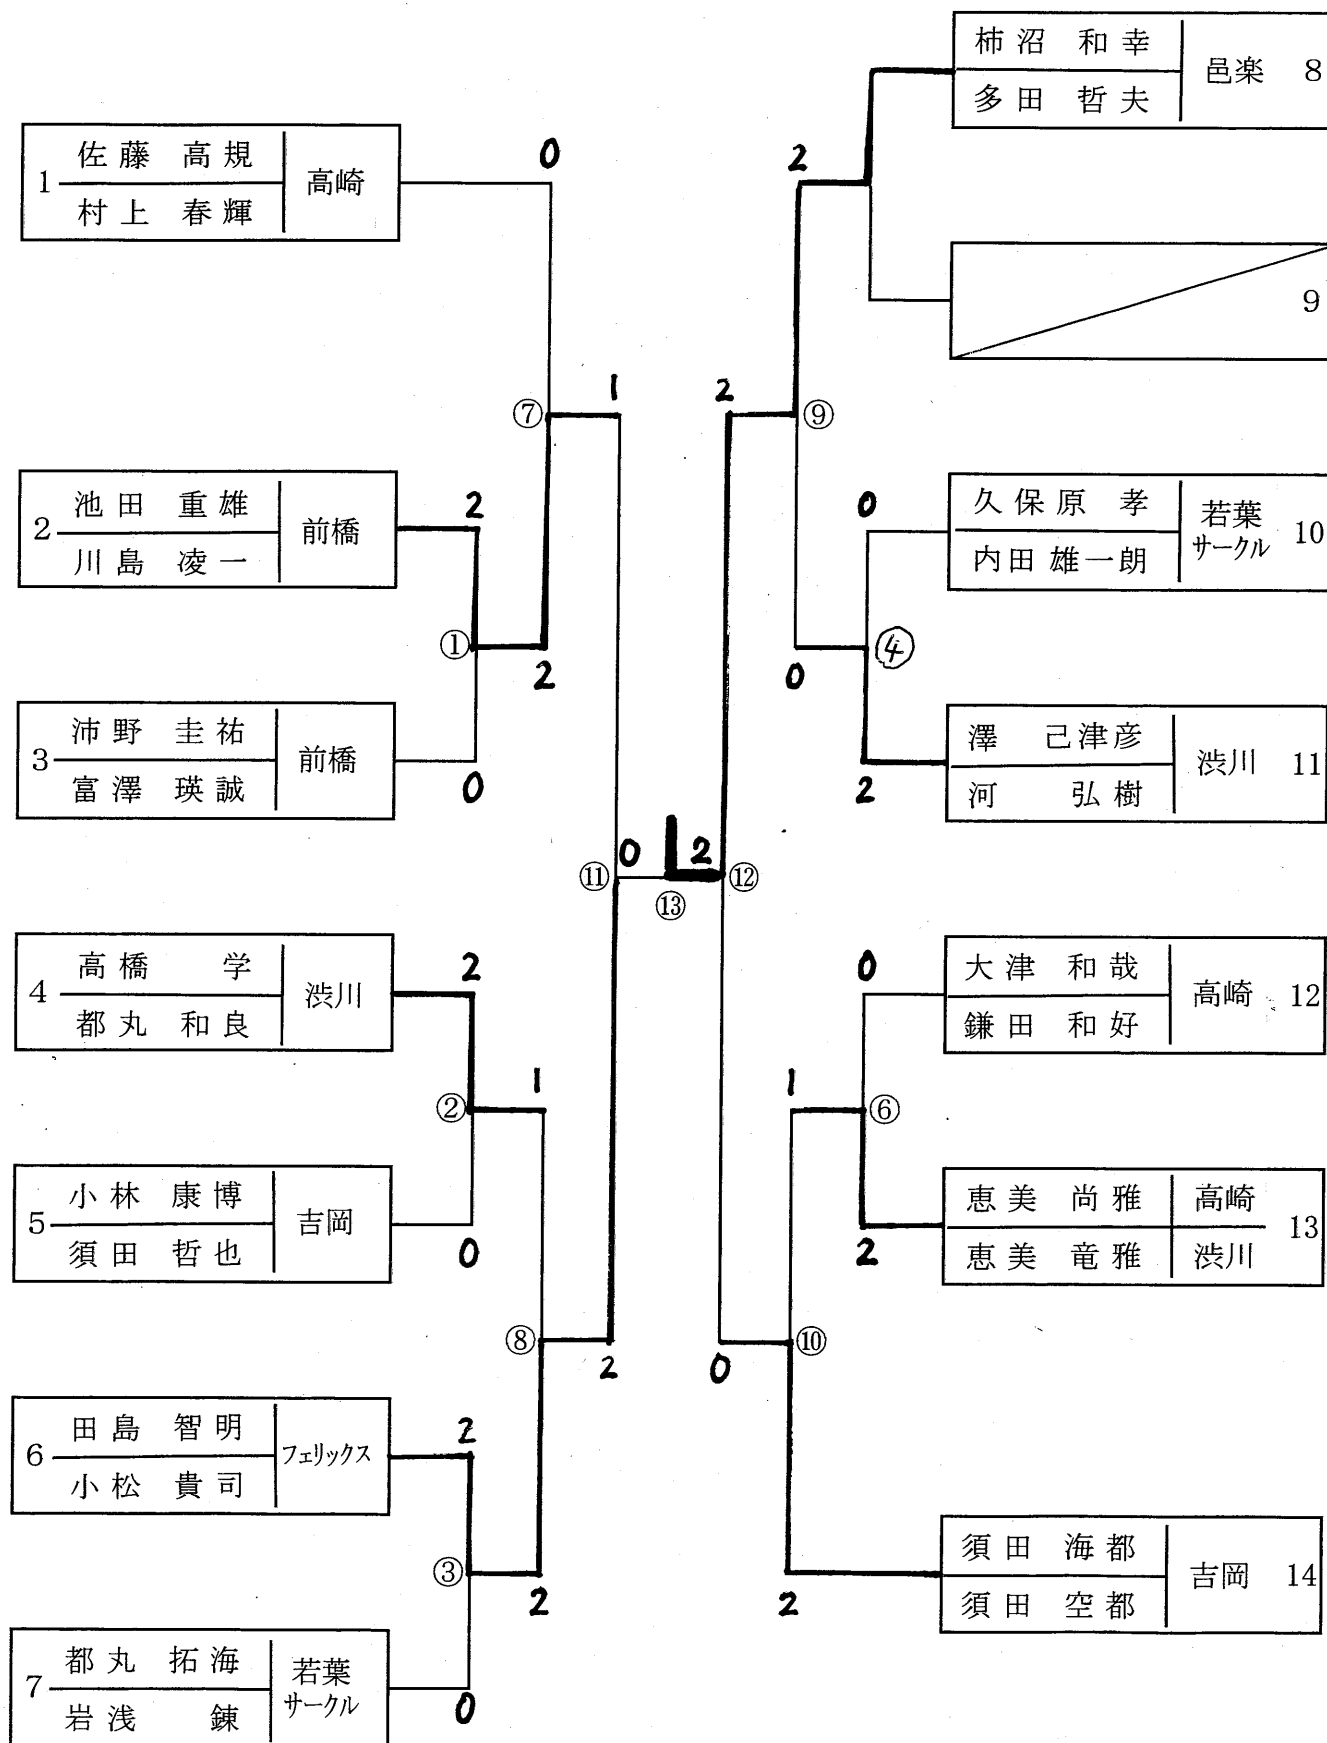 1 佐藤 高規 高崎
村上 春輝
0
2 池田 重雄 前橋
川島 凌一
2
3 沛野 圭祐 前橋
富澤 瑛誠
0
①
2
⑦
1
4 高橋 学 渋川
都丸 和良
2
5 小林 康博 吉岡
須田 哲也
0
②
1
6 田島 智明 フェリックス
小松 貴司
2
7 都丸 拓海 若葉サークル
岩浅 錬
0
③
2
⑧
2
⑪
0
⑬
2
⑫
柿沼 和幸 邑楽 8
多田 哲夫
2
9
2
⑨
久保原 孝 若葉サークル 10
内田 雄一朗
0
④
0
澤 己津彦 渋川 11
河 弘樹
2
大津 和哉 高崎 12
鎌田 和好
0
1
⑥
恵美 尚雅 高崎 13
恵美 竜雅 渋川
2
⑩
0
須田 海都 吉岡 14
須田 空都
2